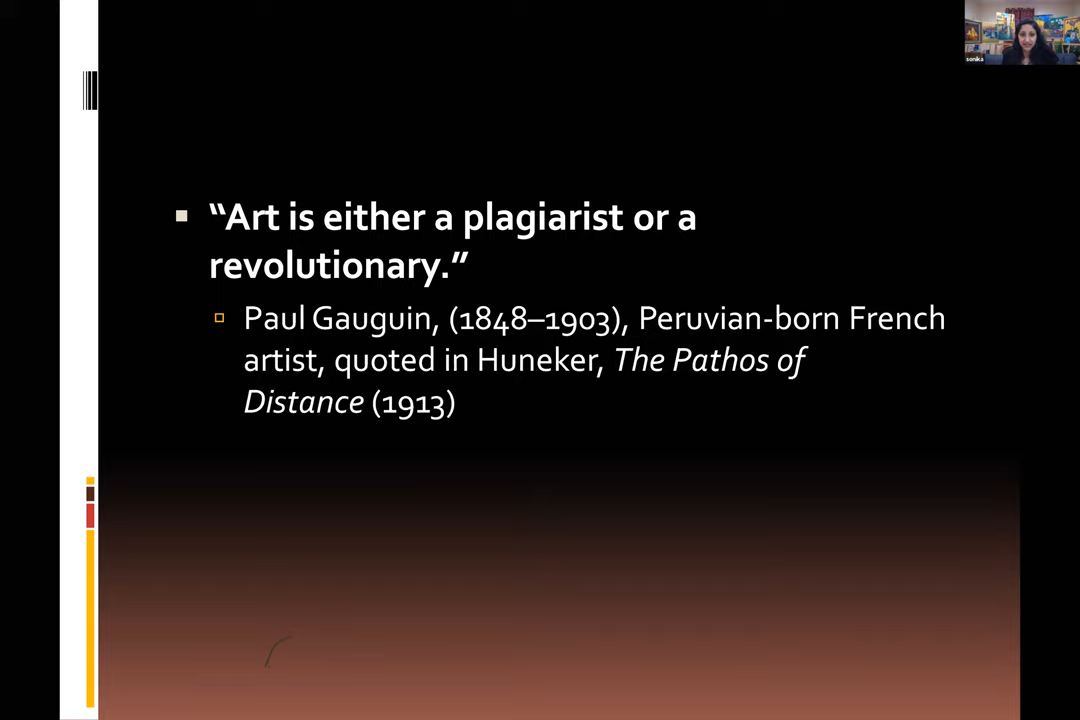 sonika
“Art is either a plagiarist or a
revolutionary.”
Paul Gauguin, (1848–1903), Peruvian-born French
artist, quoted in Huneker, The Pathos of
Distance (1913)